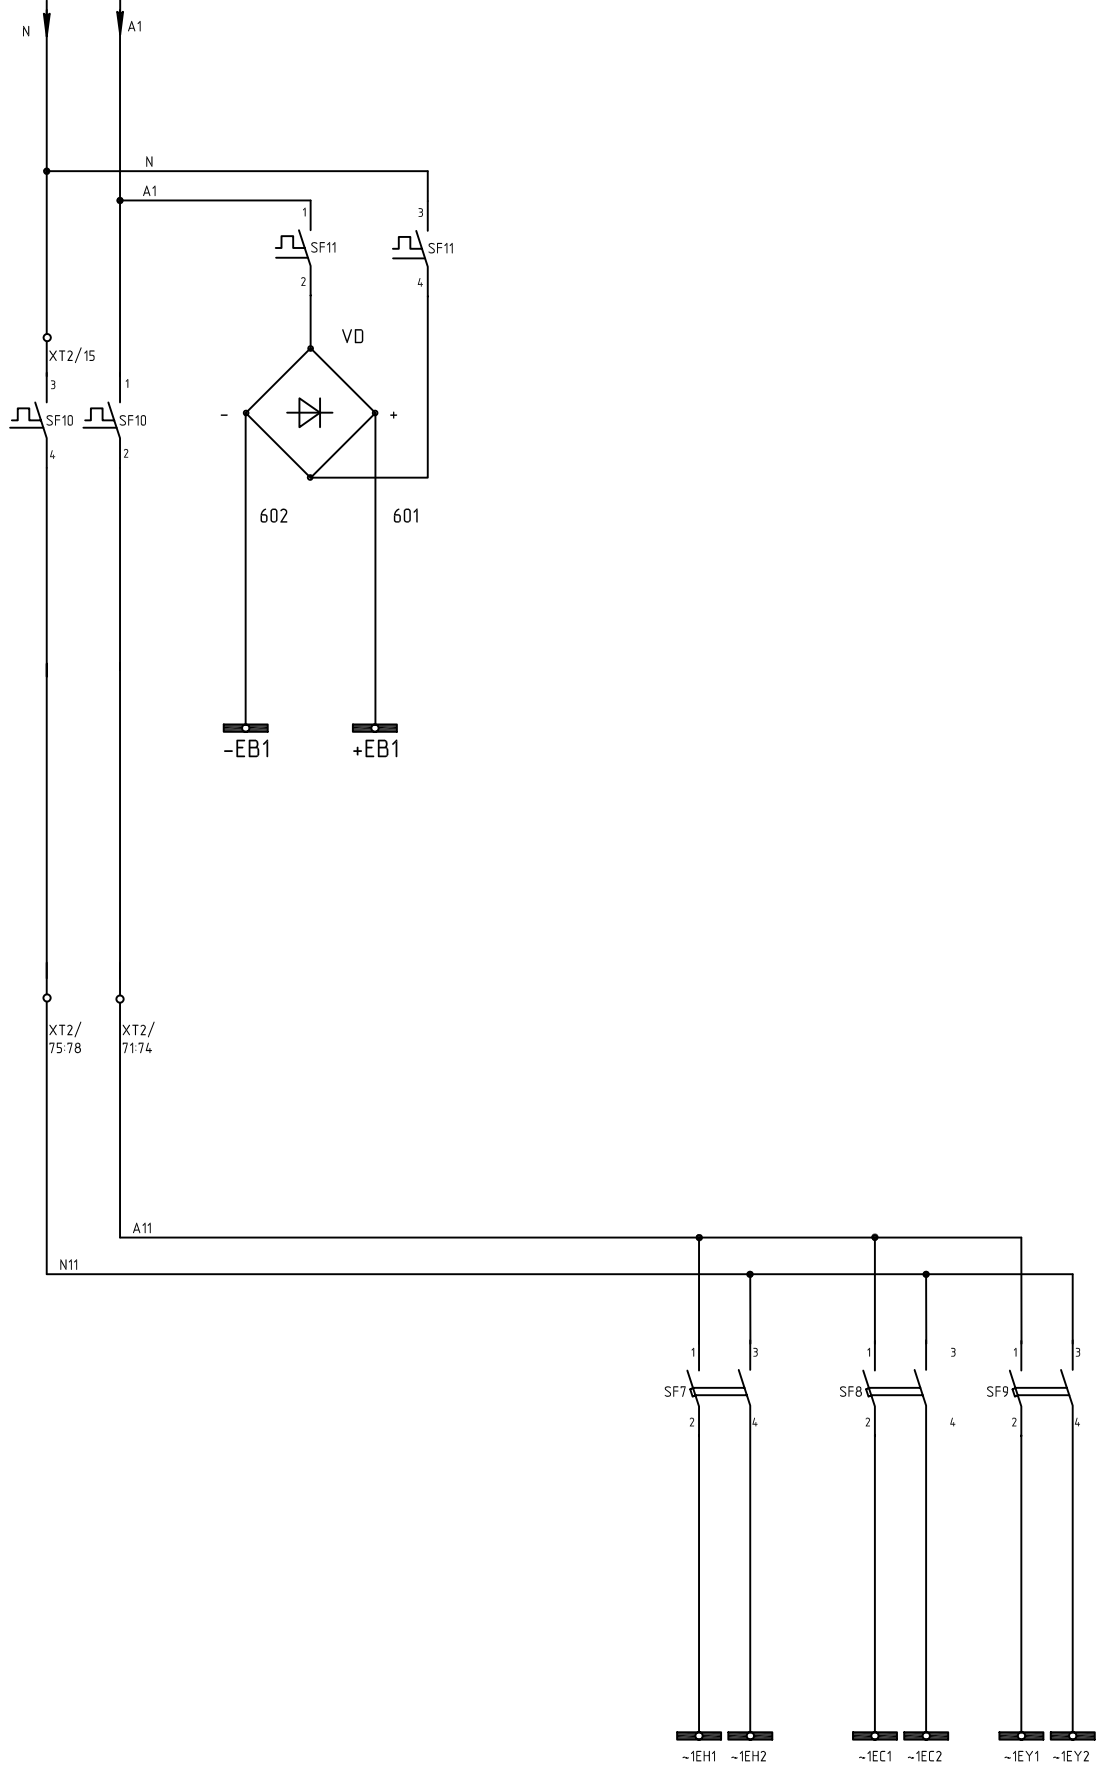 N
A1
N
A1
1
3
SF11
SF11
2
4
VD
XT2/15
3
1
SF10
SF10
-
+
4
2
602
601
-EB1
+EB1
XT2/
75:78
XT2/
71:74
A11
N11
1
3
1
3
1
3
SF7
SF8
SF9
2
4
2
4
2
4
~1EH1
~1EH2
~1EC1
~1EC2
~1EY1
~1EY2